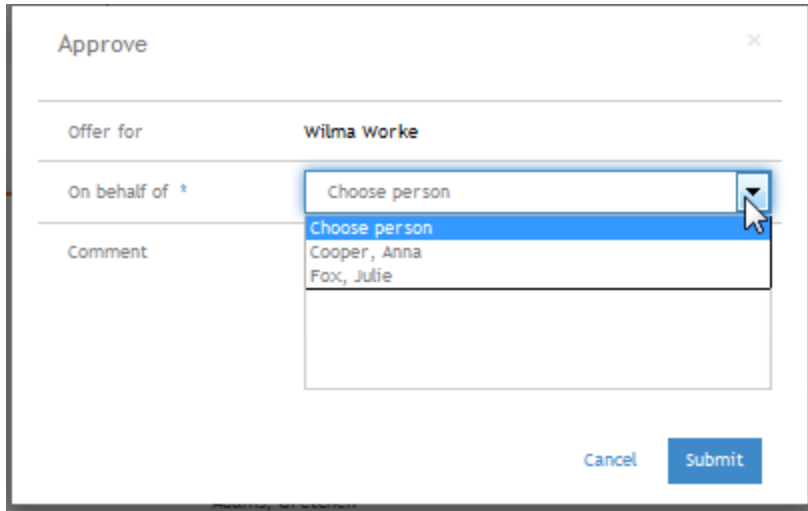 Approve ×
Offer for Wilma Worke
On behalf of * Choose person
Choose person
Cooper, Anna
Fox, Julie
Comment
Cancel Submit